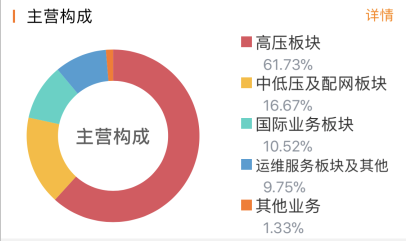 主营构成
详情
高压板块
61.73%
中低压及配网板块
16.67%
国际业务板块
10.52%
运维服务板块及其他
9.75%
其他业务
1.33%
主营构成